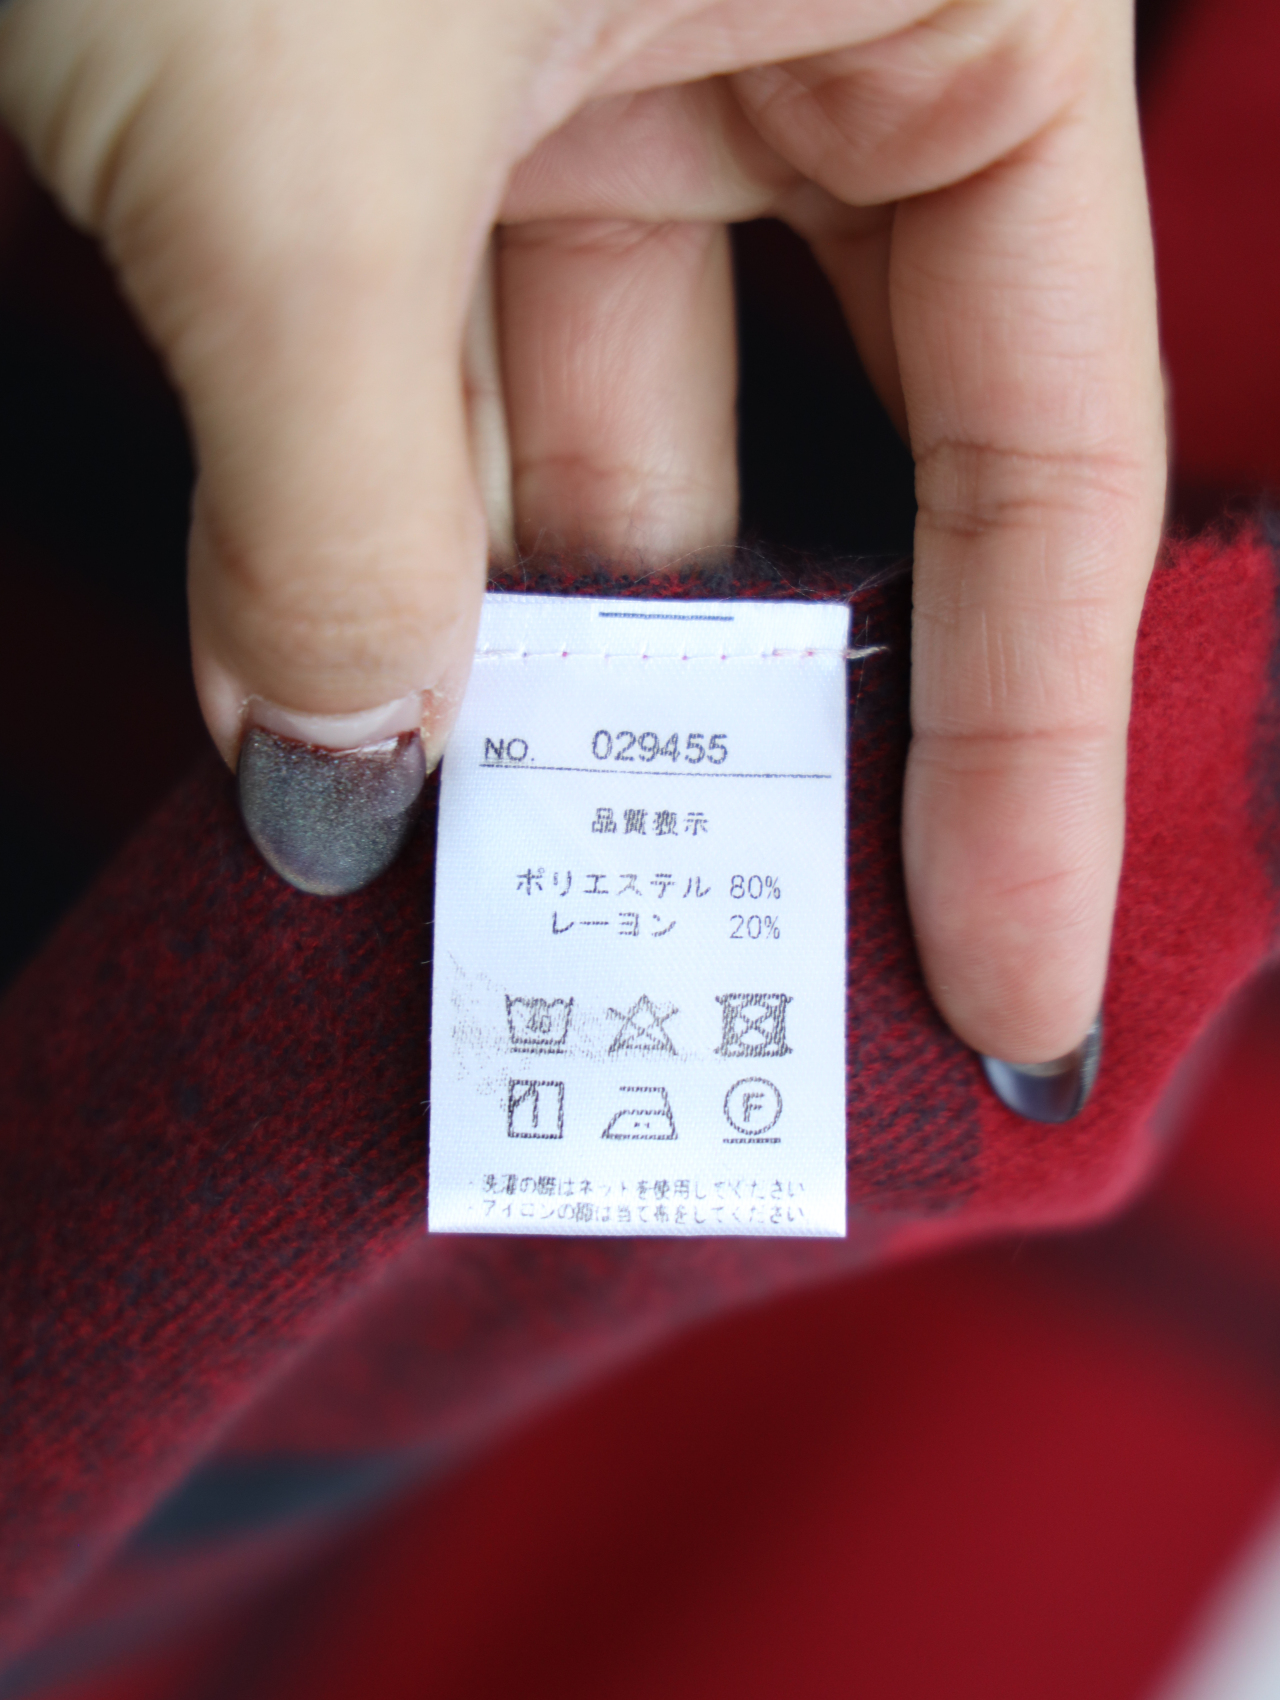 NO. 029455
品質表示
ポリエステル 80%
レーヨン 20%
40
F
・洗濯の際はネットを使用してください
・アイロンの際は当て布をしてください